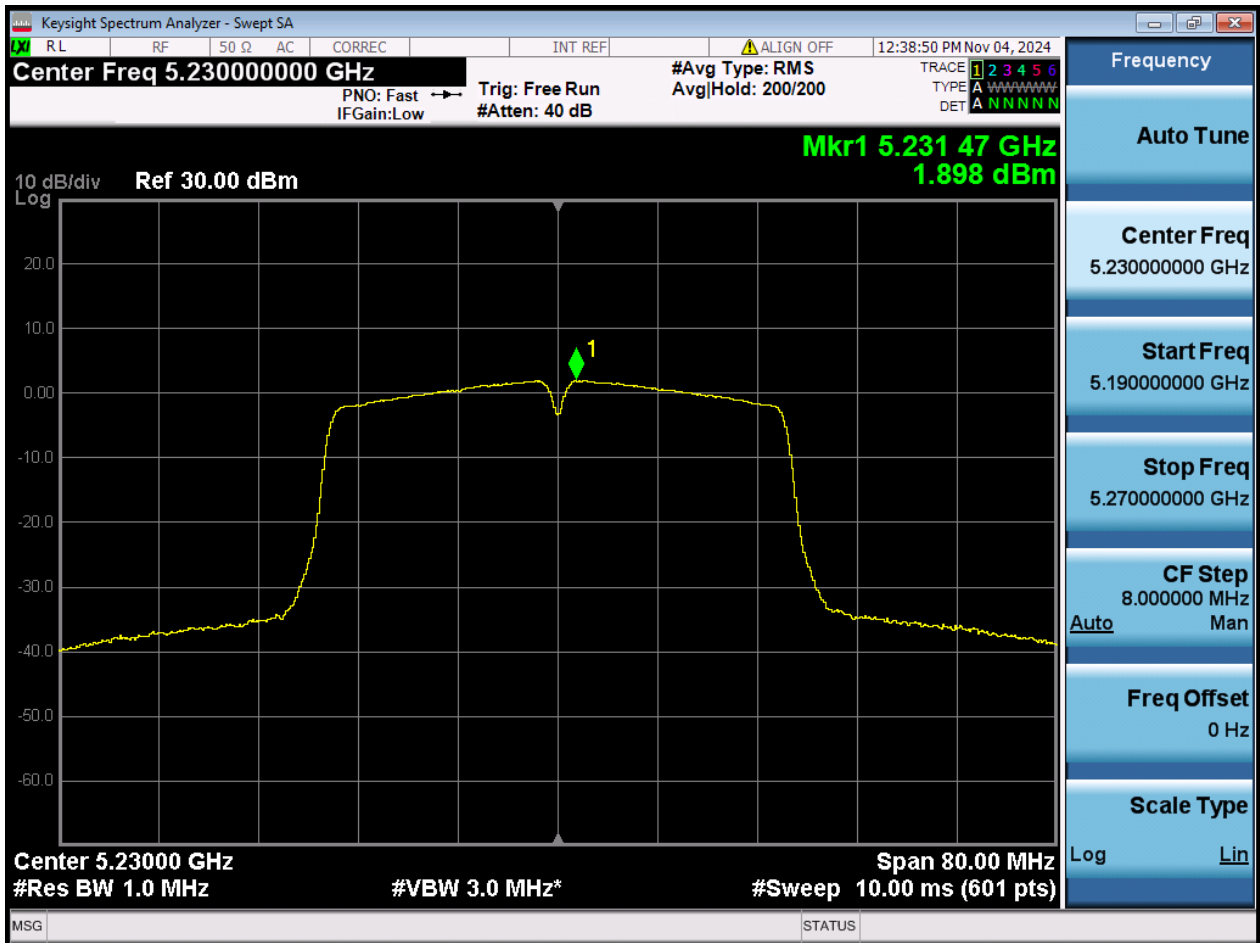 Keysight Spectrum Analyzer - Swept SA
LXI RL RF 50 Ω AC CORREC INT REF ALIGN OFF 12:38:50 PM Nov 04, 2024
Center Freq 5.230000000 GHz
PNO: Fast
IFGain:Low
Trig: Free Run
#Atten: 40 dB
#Avg Type: RMS
Avg|Hold: 200/200
TRACE 1 2 3 4 5 6
TYPE A WWWWW
DET A N N N N N
Mkr1 5.231 47 GHz
1.898 dBm
10 dB/div Ref 30.00 dBm
Log
20.0
10.0
1
0.00
-10.0
-20.0
-30.0
-40.0
-50.0
-60.0
Center 5.23000 GHz Span 80.00 MHz
#Res BW 1.0 MHz #VBW 3.0 MHz* #Sweep 10.00 ms (601 pts)
MSG STATUS
Frequency
Auto Tune
Center Freq
5.230000000 GHz
Start Freq
5.190000000 GHz
Stop Freq
5.270000000 GHz
CF Step
8.000000 MHz
Auto Man
Freq Offset
0 Hz
Scale Type
Log Lin